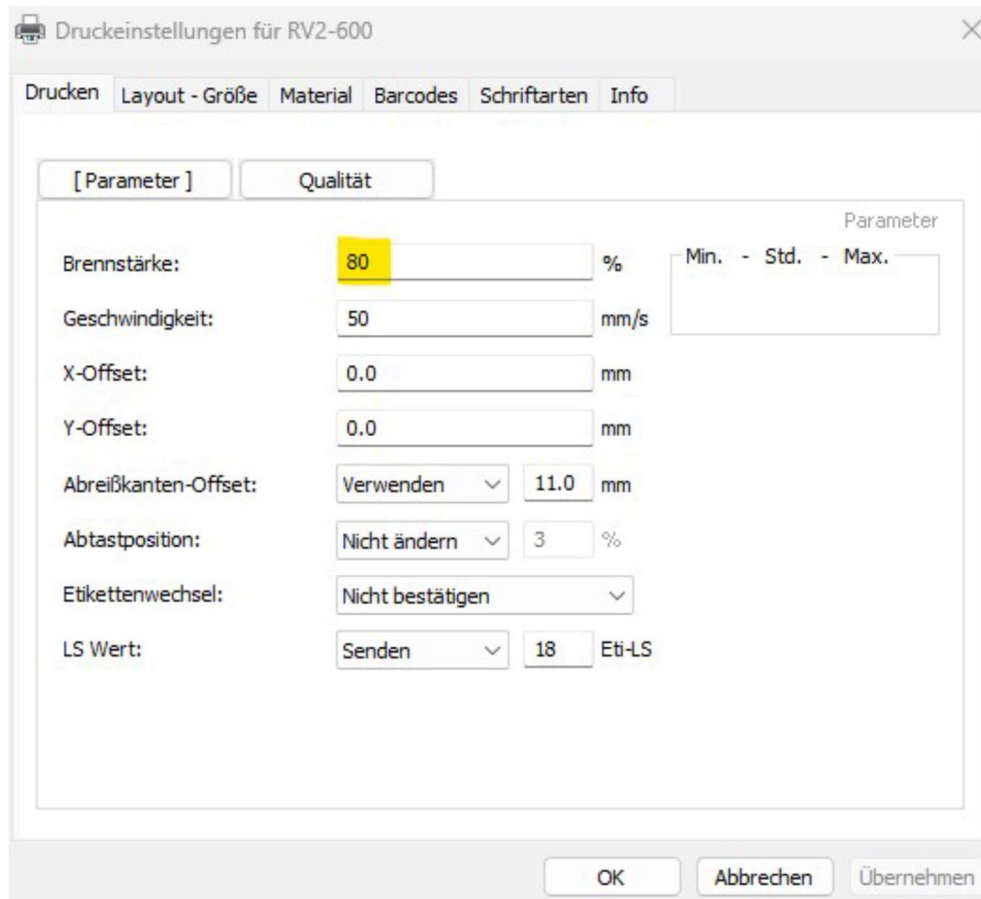 Druckeinstellungen für RV2-600
Drucken Layout - Größe Material Barcodes Schriftarten Info
[ Parameter ] Qualität
Parameter
Brennstärke: 80 % Min. - Std. - Max.
Geschwindigkeit: 50 mm/s
X-Offset: 0.0 mm
Y-Offset: 0.0 mm
Abreißkanten-Offset: Verwenden 11.0 mm
Abtastposition: Nicht ändern 3 %
Etikettenwechsel: Nicht bestätigen
LS Wert: Senden 18 Eti-LS
OK Abbrechen Übernehmen